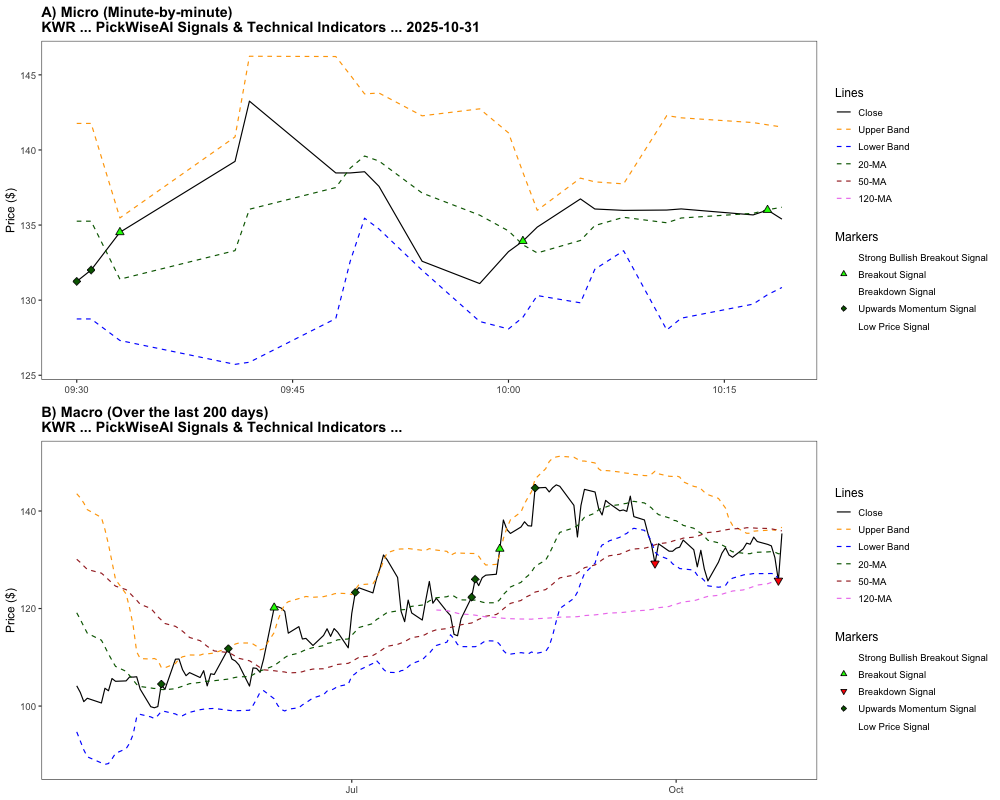 A) Micro (Minute-by-minute)
KWR ... PickWiseAI Signals & Technical Indicators ... 2025-10-31
Price ($)
145
140
135
130
125
09:30
09:45
10:00
10:15
Lines
Close
Upper Band
Lower Band
20-MA
50-MA
120-MA
Markers
Strong Bullish Breakout Signal
Breakout Signal
Breakdown Signal
Upwards Momentum Signal
Low Price Signal
B) Macro (Over the last 200 days)
KWR ... PickWiseAI Signals & Technical Indicators ...
Price ($)
140
120
100
Jul
Oct
Lines
Close
Upper Band
Lower Band
20-MA
50-MA
120-MA
Markers
Strong Bullish Breakout Signal
Breakout Signal
Breakdown Signal
Upwards Momentum Signal
Low Price Signal